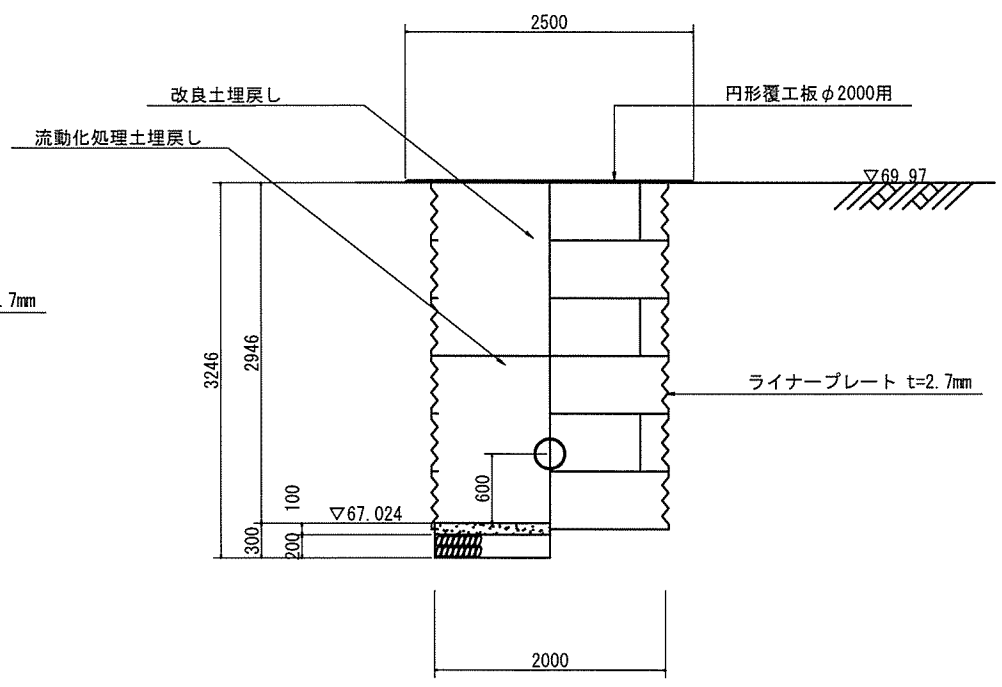 2500
改良土埋戻し
円形覆工板φ2000用
流動化処理土埋戻し
▽69.97
7mm
3246
2946
ライナープレート t=2.7mm
600
100
▽67.024
300
200
2000